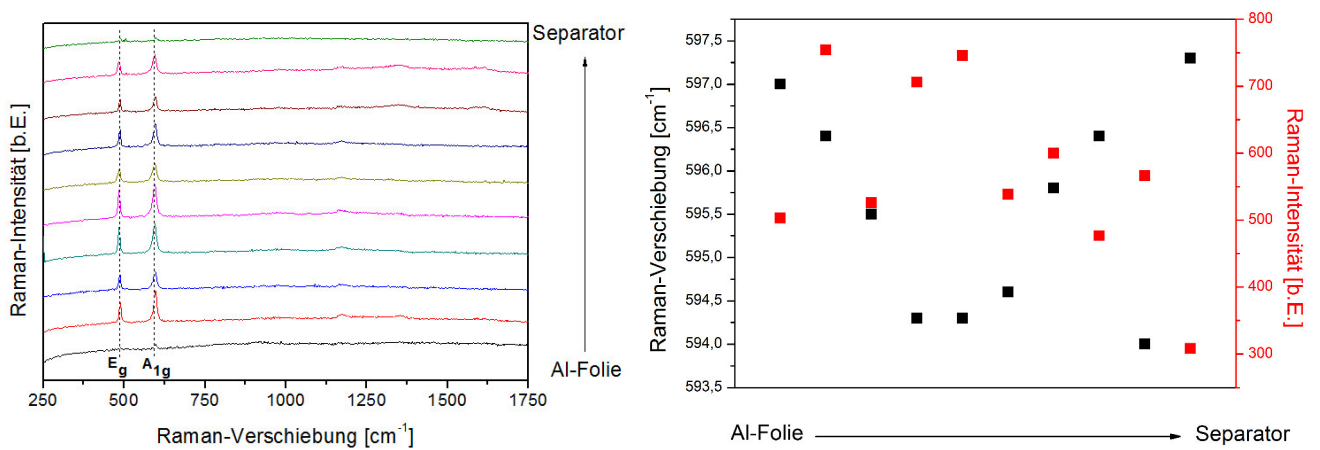 Separator
Raman-Intensität [b.E.]
Al-Folie
E_g
A_1g
250 500 750 1000 1250 1500 1750
Raman-Verschiebung [cm⁻¹]
800
597,5
597,0
700
596,5
596,0
600
595,5
500
595,0
594,5
400
594,0
300
593,5
Raman-Verschiebung [cm⁻¹]
Raman-Intensität [b.E.]
Al-Folie
Separator